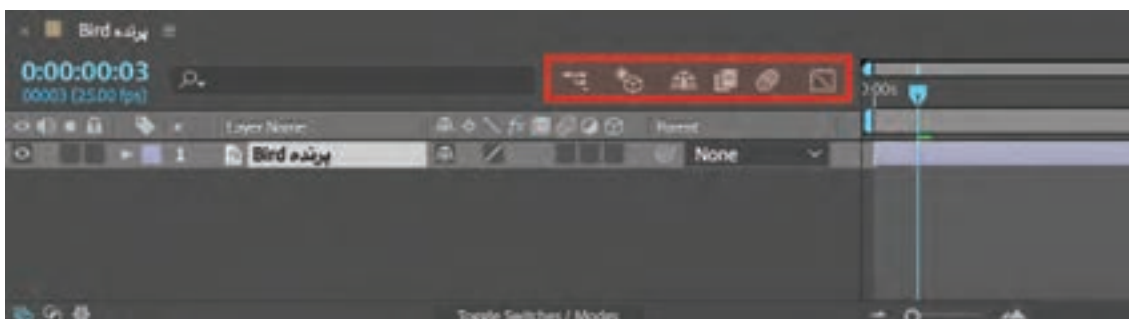 Bird پرنده
0:00:00:03
00003 (25.00 fps)
0:00s
Layer Name
Parent
1
Bird پرنده
None
Toggle Switches / Modes